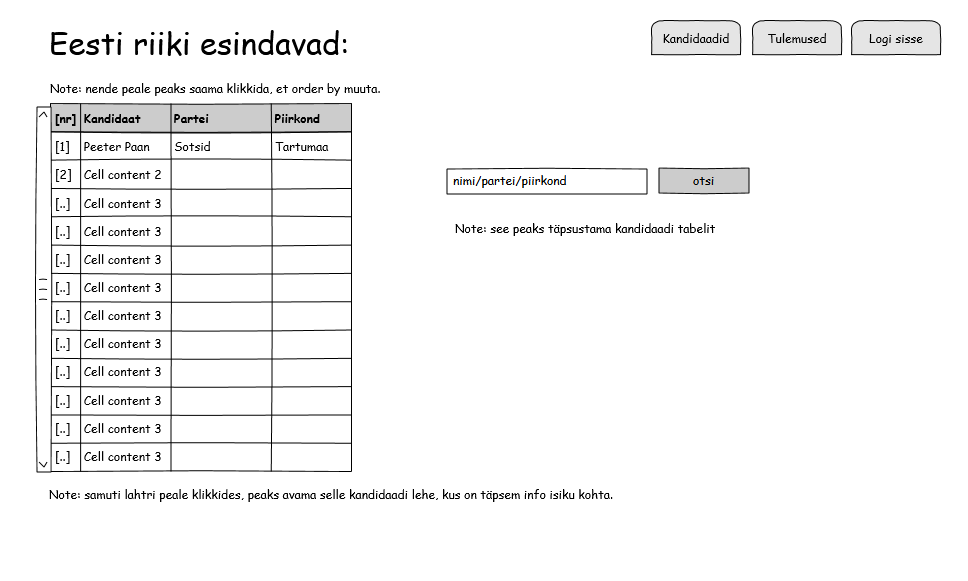 Eesti riiki esindavad:
Kandidaadid Tulemused Logi sisse
Note: nende peale peaks saama klikkida, et order by muuta.
[nr] Kandidaat Partei Piirkond
[1] Peeter Paan Sotsid Tartumaa
[2] Cell content 2
nimi/partei/piirkond otsi
[..] Cell content 3
Note: see peaks täpsustama kandidaadi tabelit
[..] Cell content 3
[..] Cell content 3
[..] Cell content 3
[..] Cell content 3
[..] Cell content 3
[..] Cell content 3
[..] Cell content 3
[..] Cell content 3
[..] Cell content 3
[..] Cell content 3
Note: samuti lahtri peale klikkides, peaks avama selle kandidaadi lehe, kus on täpsem info isiku kohta.